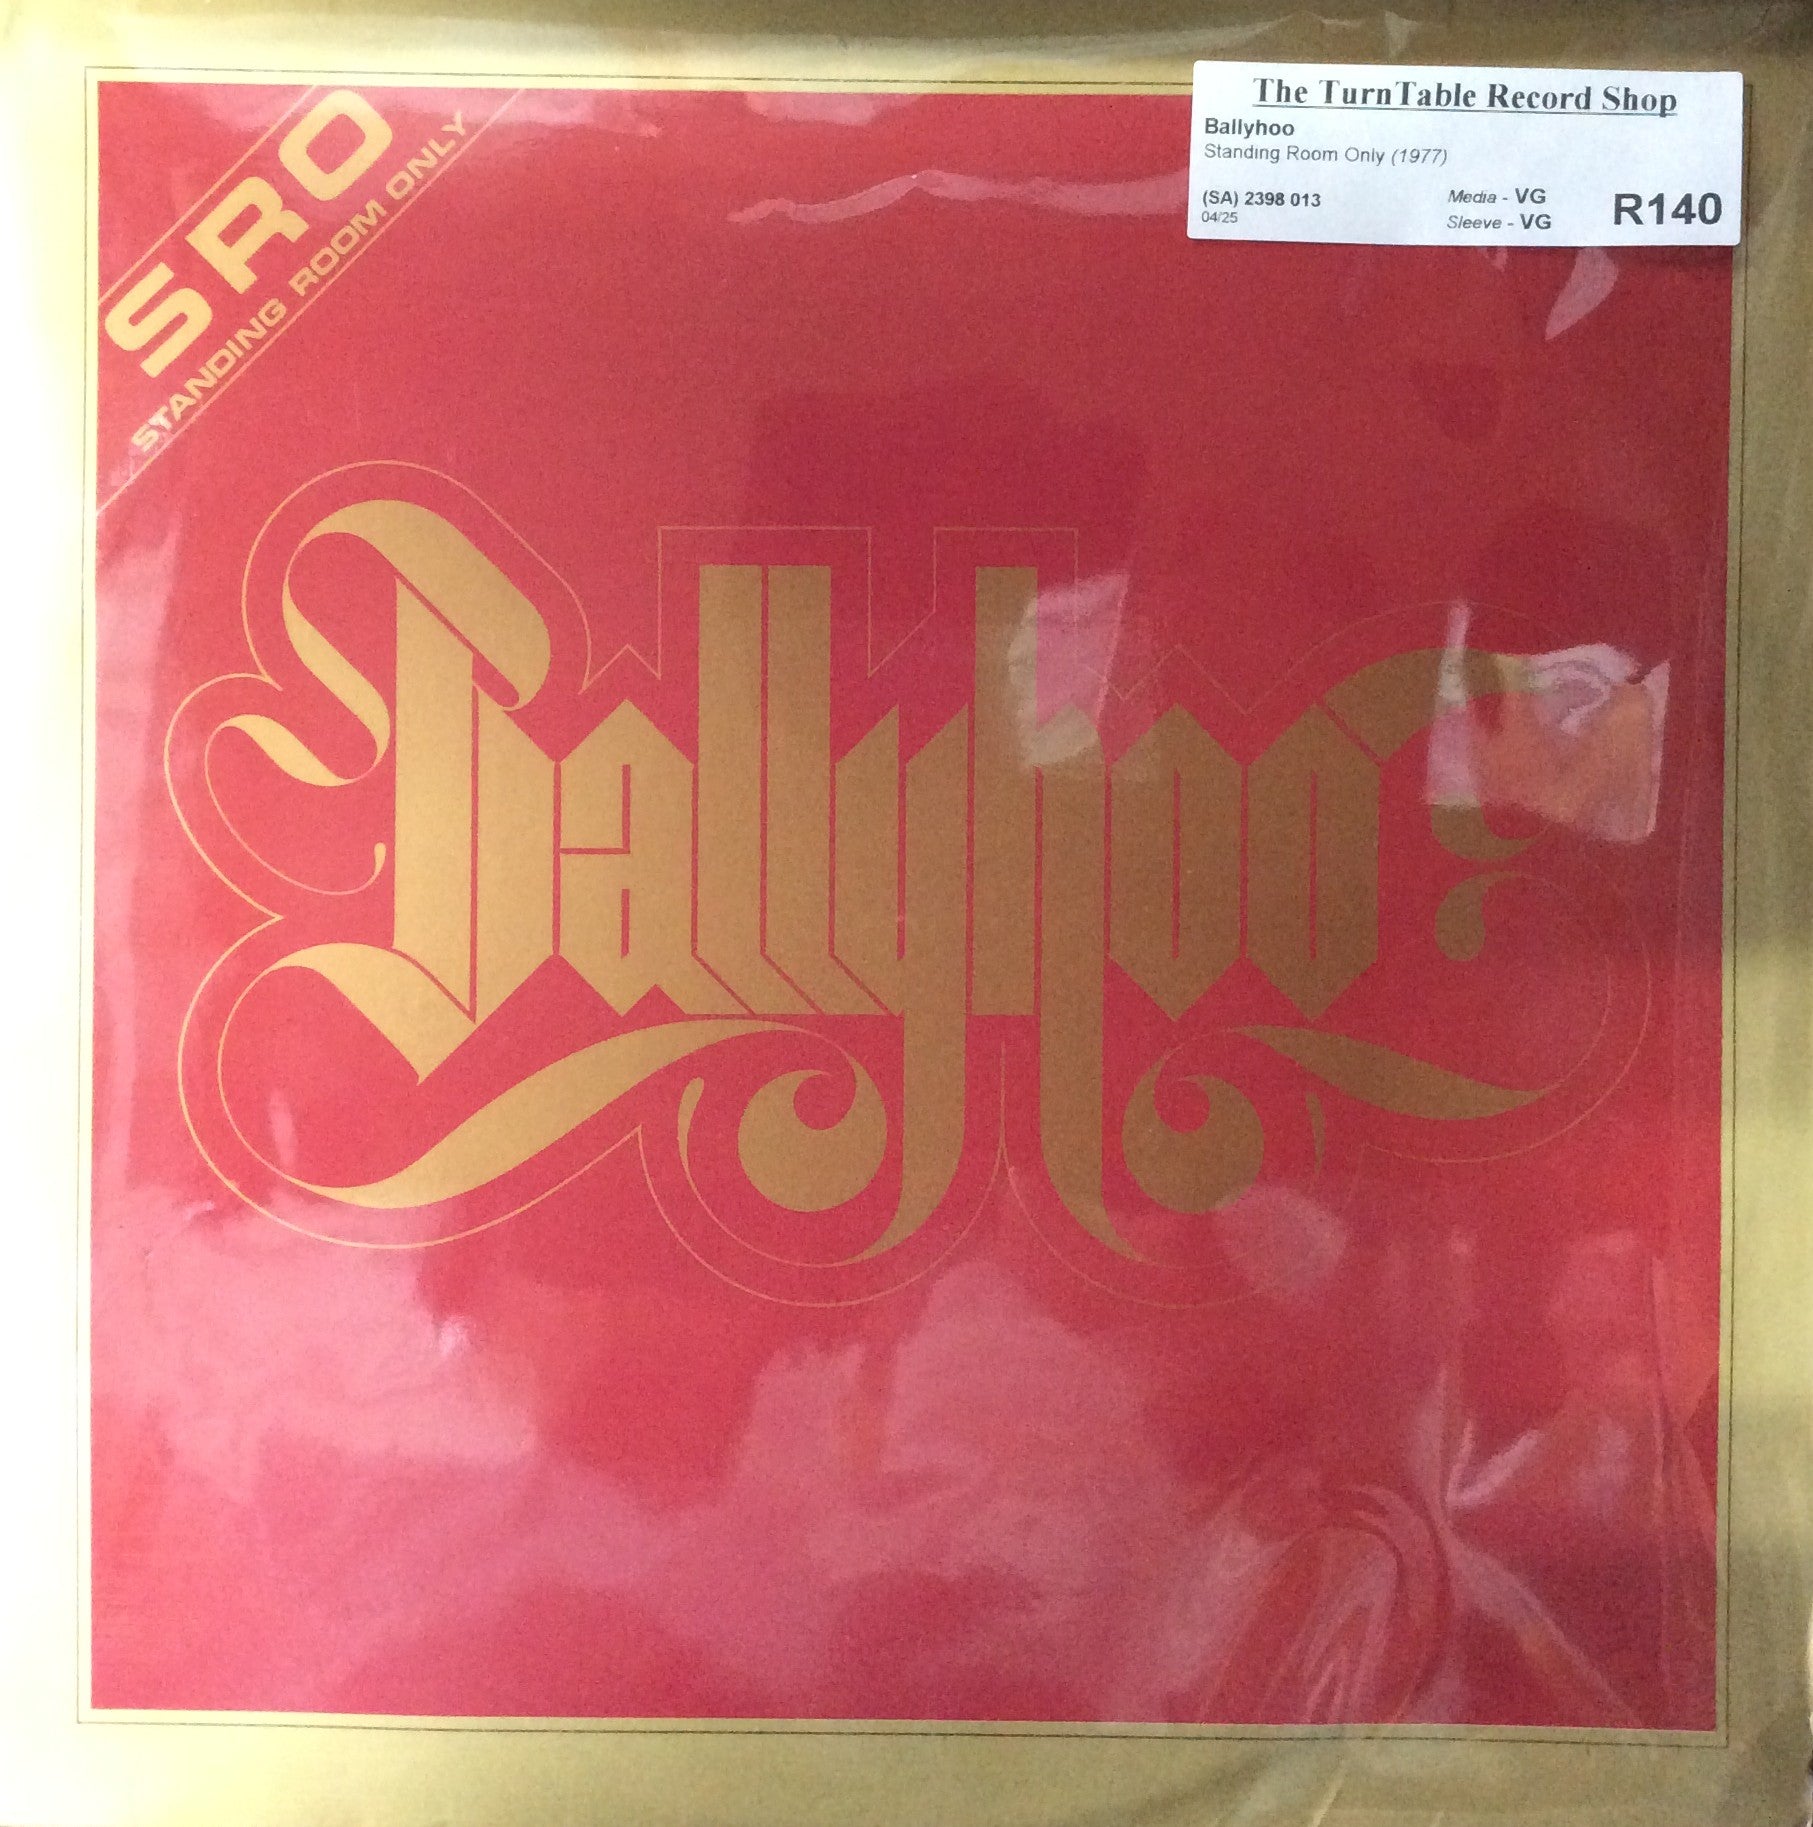 SRO
STANDING ROOM ONLY
The TurnTable Record Shop
Ballyhoo
Standing Room Only (1977)
(SA) 2398 013 Media - VG R140
04/25 Sleeve - VG
Ballyhoo